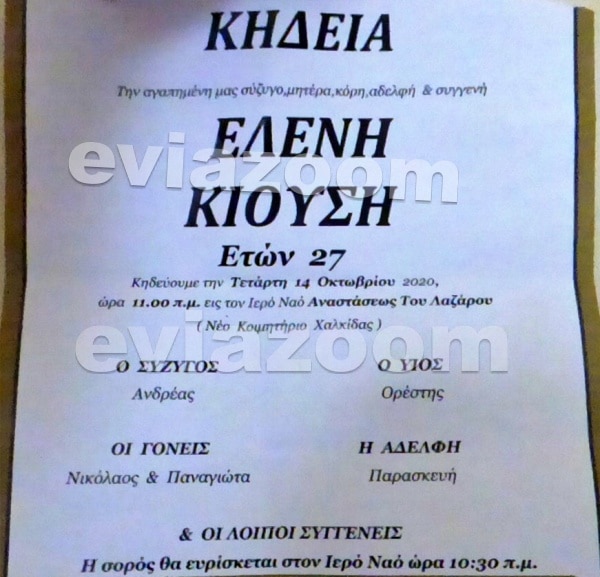 ΚΗΔΕΙΑ
Την αγαπημένη μας σύζυγο,μητέρα,κόρη,αδελφή & συγγενή
ΕΛΕΝΗ
eviazoom
ΚΙΟΥΣΗ
Ετών 27
Κηδεύουμε την Τετάρτη 14 Οκτωβρίου 2020,
ώρα 11.00 π.μ. εις τον Ιερό Ναό Αναστάσεως Του Λαζάρου
( Νέο Κοιμητήριο Χαλκίδας )
eviazoom
Ο ΣΥΖΥΓΟΣ
Ανδρέας
Ο ΥΙΟΣ
Ορέστης
ΟΙ ΓΟΝΕΙΣ
Νικόλαος & Παναγιώτα
Η ΑΔΕΛΦΗ
Παρασκευή
& ΟΙ ΛΟΙΠΟΙ ΣΥΓΓΕΝΕΙΣ
Η σορός θα ευρίσκεται στον Ιερό Ναό ώρα 10:30 π.μ.